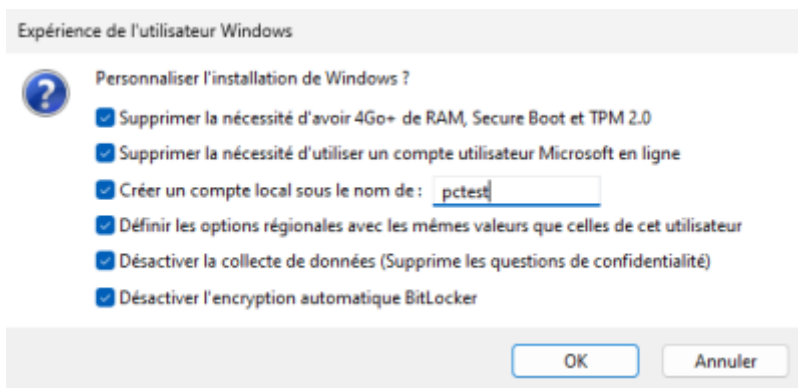 Expérience de l'utilisateur Windows
Personnaliser l'installation de Windows ?
Supprimer la nécessité d'avoir 4Go+ de RAM, Secure Boot et TPM 2.0
Supprimer la nécessité d'utiliser un compte utilisateur Microsoft en ligne
Créer un compte local sous le nom de : pctest
Définir les options régionales avec les mêmes valeurs que celles de cet utilisateur
Désactiver la collecte de données (Supprime les questions de confidentialité)
Désactiver l'encryption automatique BitLocker
OK Annuler